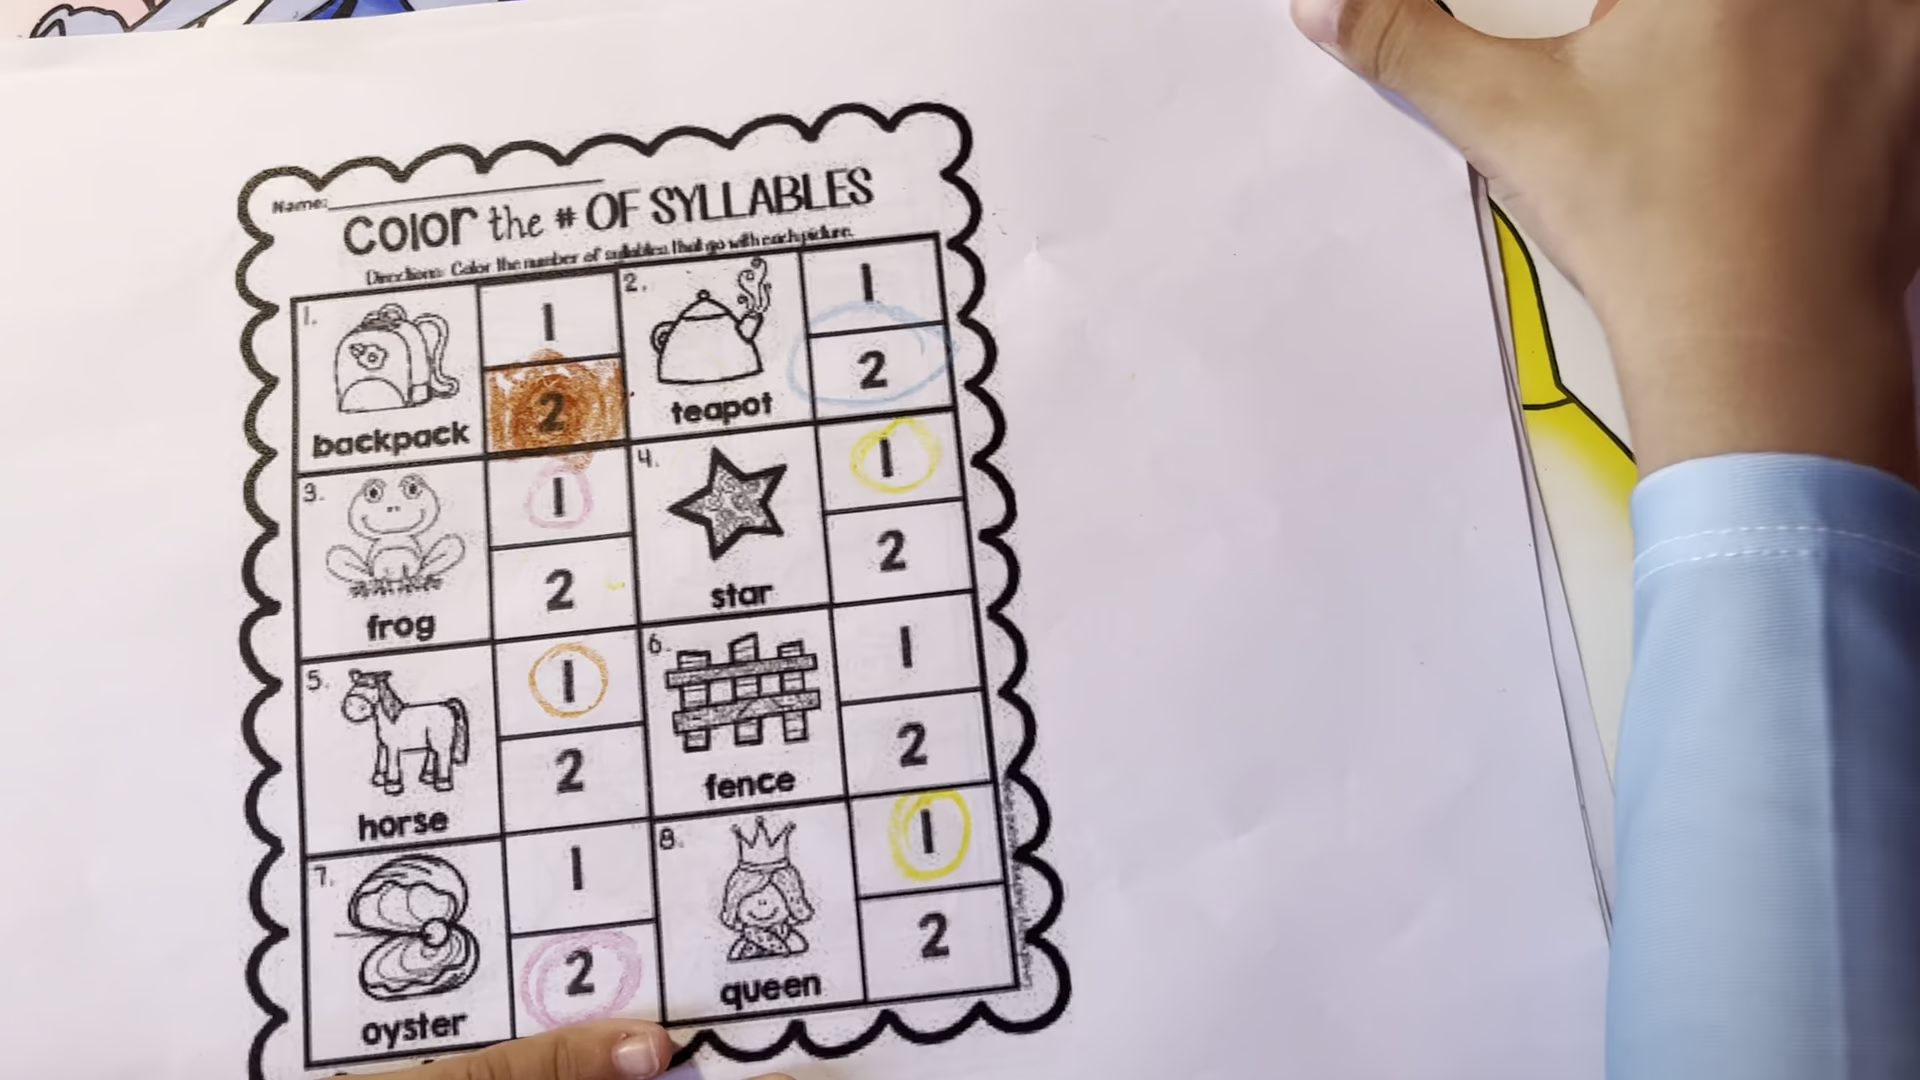 Name:
Color the # OF SYLLABLES
Directions: Color the number of syllables that go with each picture.
1.
backpack
1
2
2.
teapot
1
2
3.
frog
1
2
4.
star
1
2
5.
horse
1
2
6.
fence
1
2
7.
oyster
1
2
8.
queen
1
2